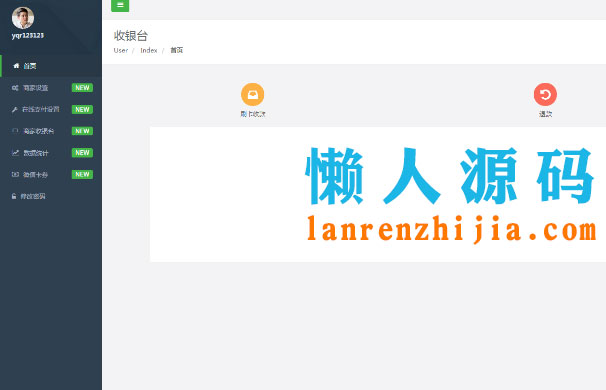 yqr123123
首页
商家设置 NEW
在线支付设置 NEW
商家收银台 NEW
数据统计 NEW
微信卡券 NEW
修改密码
收银台
User / Index / 首页
刷卡收款
退款
懒人源码
lanrenzhijia.com